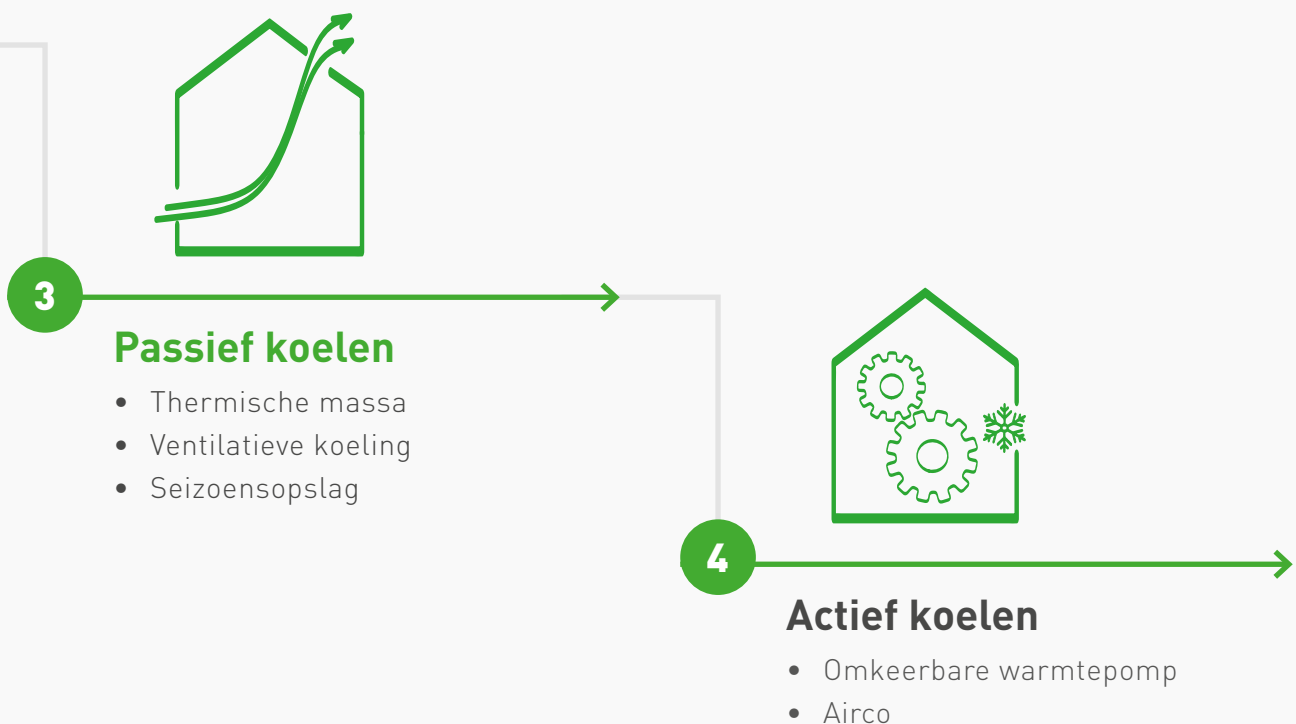 3
Passief koelen
• Thermische massa
• Ventilatieve koeling
• Seizoensopslag
4
Actief koelen
• Omkeerbare warmtepomp
• Airco